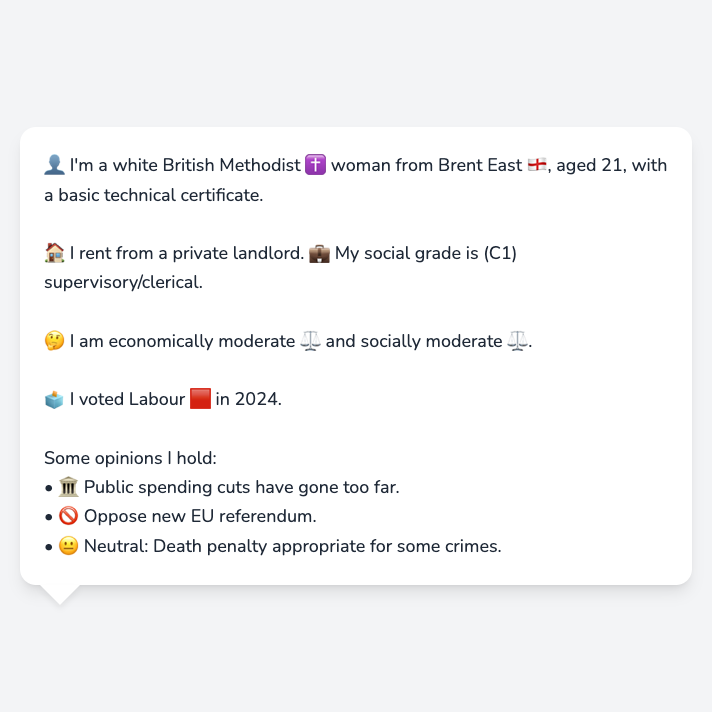 👤 I'm a white British Methodist ✝️ woman from Brent East 🏴󠁧󠁢󠁥󠁮󠁧󠁿, aged 21, with
a basic technical certificate.
🏠 I rent from a private landlord. 💼 My social grade is (C1)
supervisory/clerical.
🤔 I am economically moderate ⚖️ and socially moderate ⚖️.
🗳️ I voted Labour 🟥 in 2024.
Some opinions I hold:
• 🏛️ Public spending cuts have gone too far.
• 🚫 Oppose new EU referendum.
• 😐 Neutral: Death penalty appropriate for some crimes.